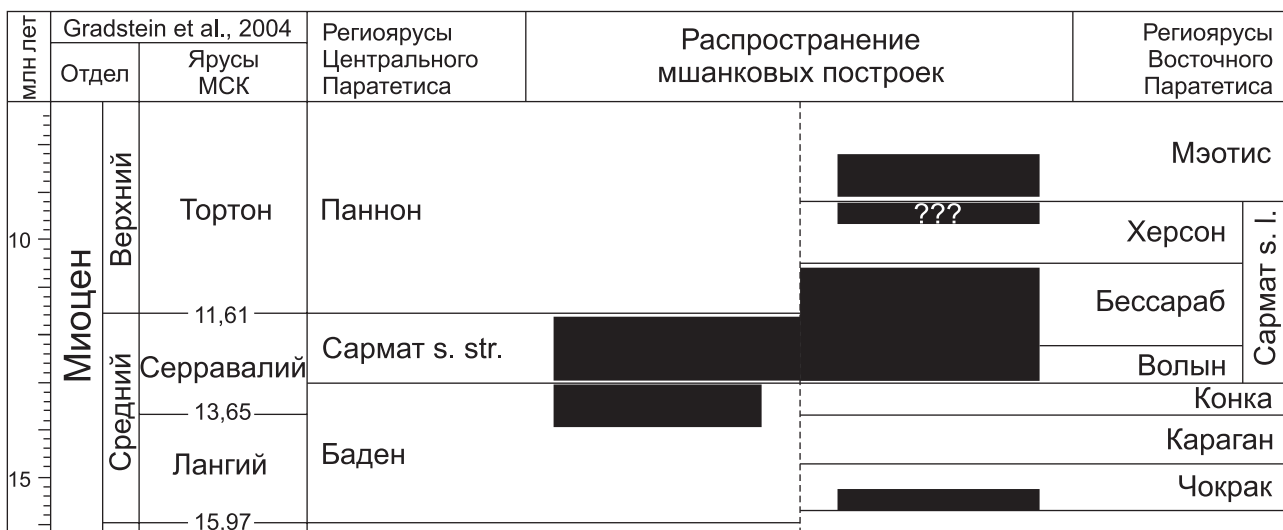 млн лет
Gradstein et al., 2004
Отдел
Ярусы
МСК
Региоярусы
Центрального
Паратетиса
Распространение
мшанковых построек
Региоярусы
Восточного
Паратетиса
10
15
Миоцен
Верхний
Средний
Тортон
11,61
Серравалий
13,65
Лангий
15,97
Паннон
Сармат s. str.
Баден
???
Мэотис
Херсон
Бессараб
Волын
Сармат s. l.
Конка
Караган
Чокрак